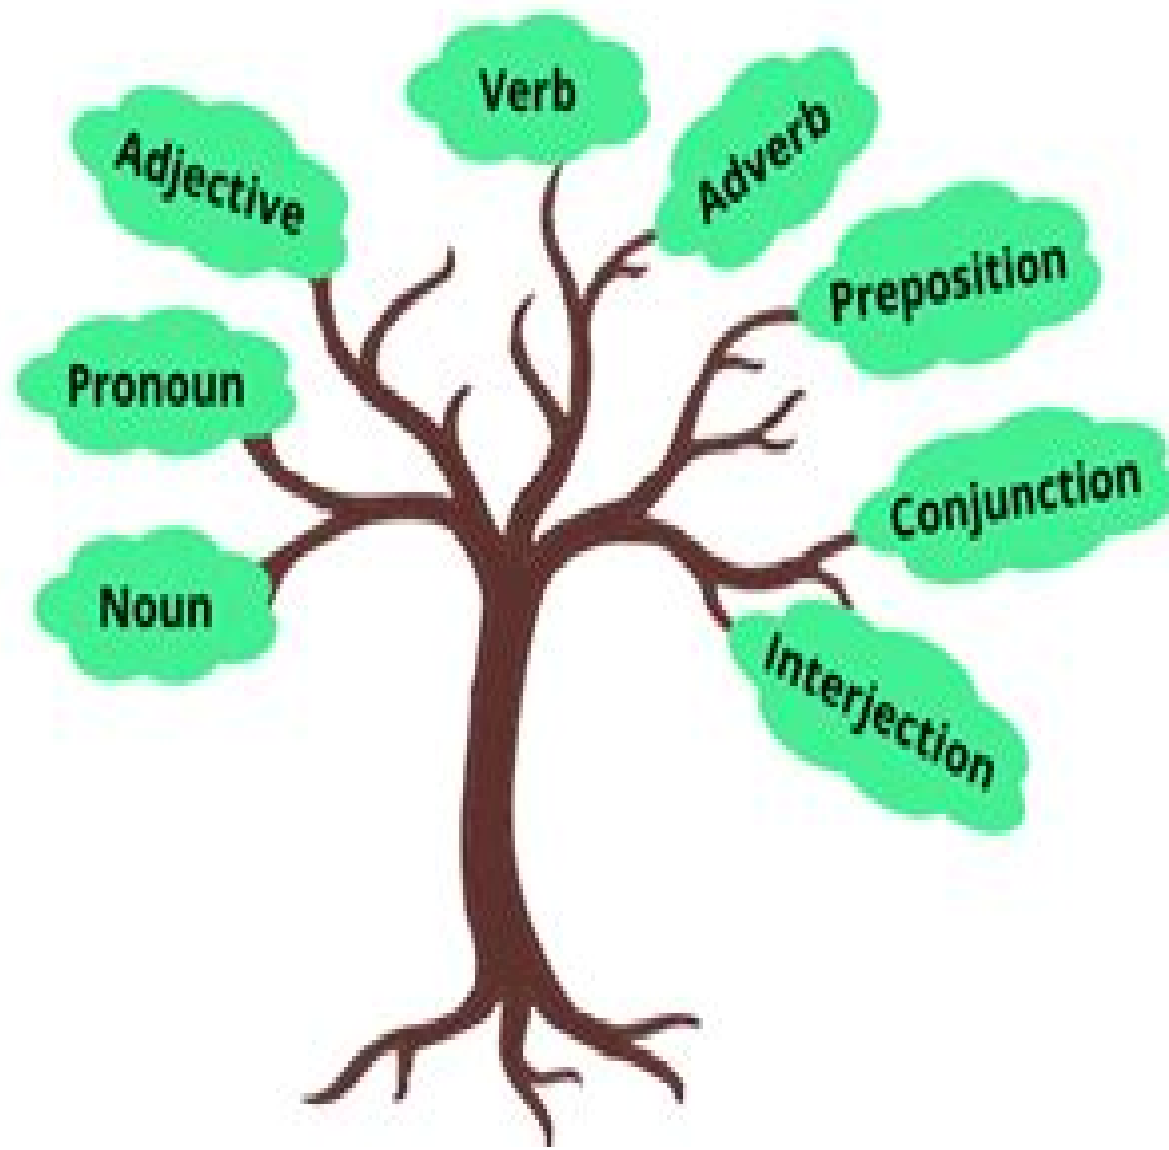 Verb
Adverb
Adjective
Preposition
Pronoun
Conjunction
Noun
Interjection